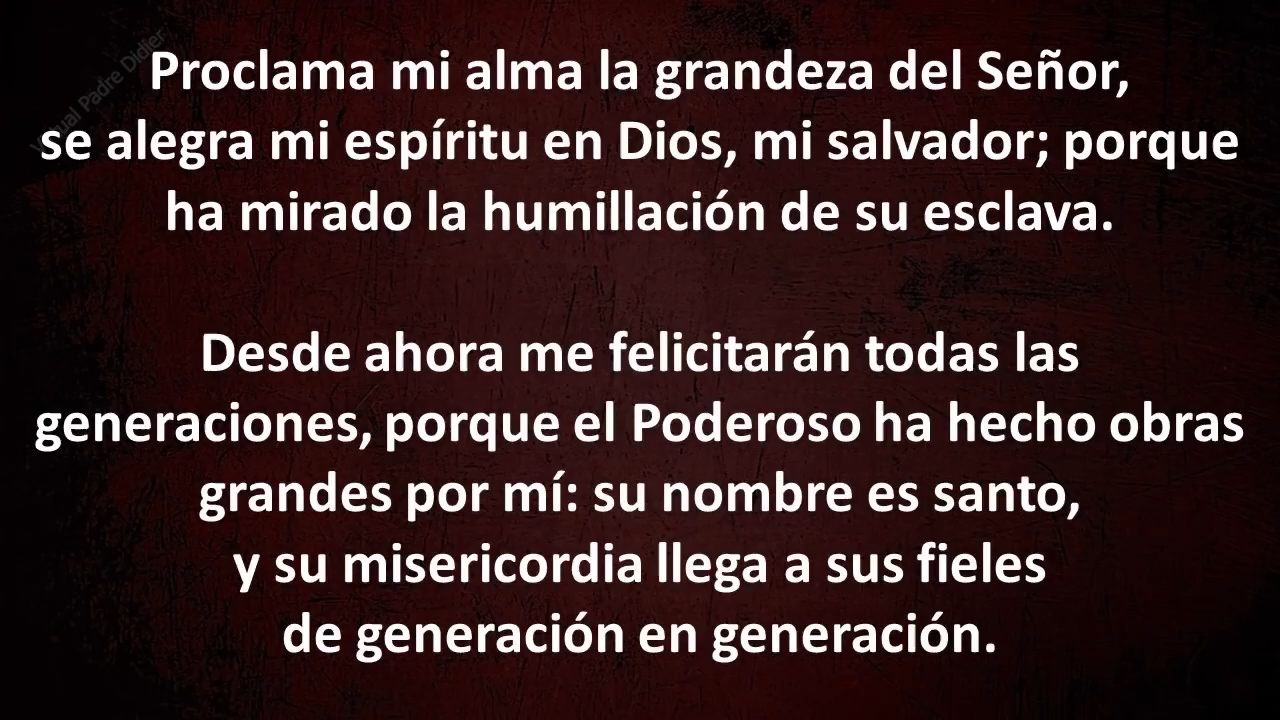 Proclama mi alma la grandeza del Señor,
se alegra mi espíritu en Dios, mi salvador; porque
ha mirado la humillación de su esclava.
Desde ahora me felicitarán todas las
generaciones, porque el Poderoso ha hecho obras
grandes por mí: su nombre es santo,
y su misericordia llega a sus fieles
de generación en generación.
Padre Didier